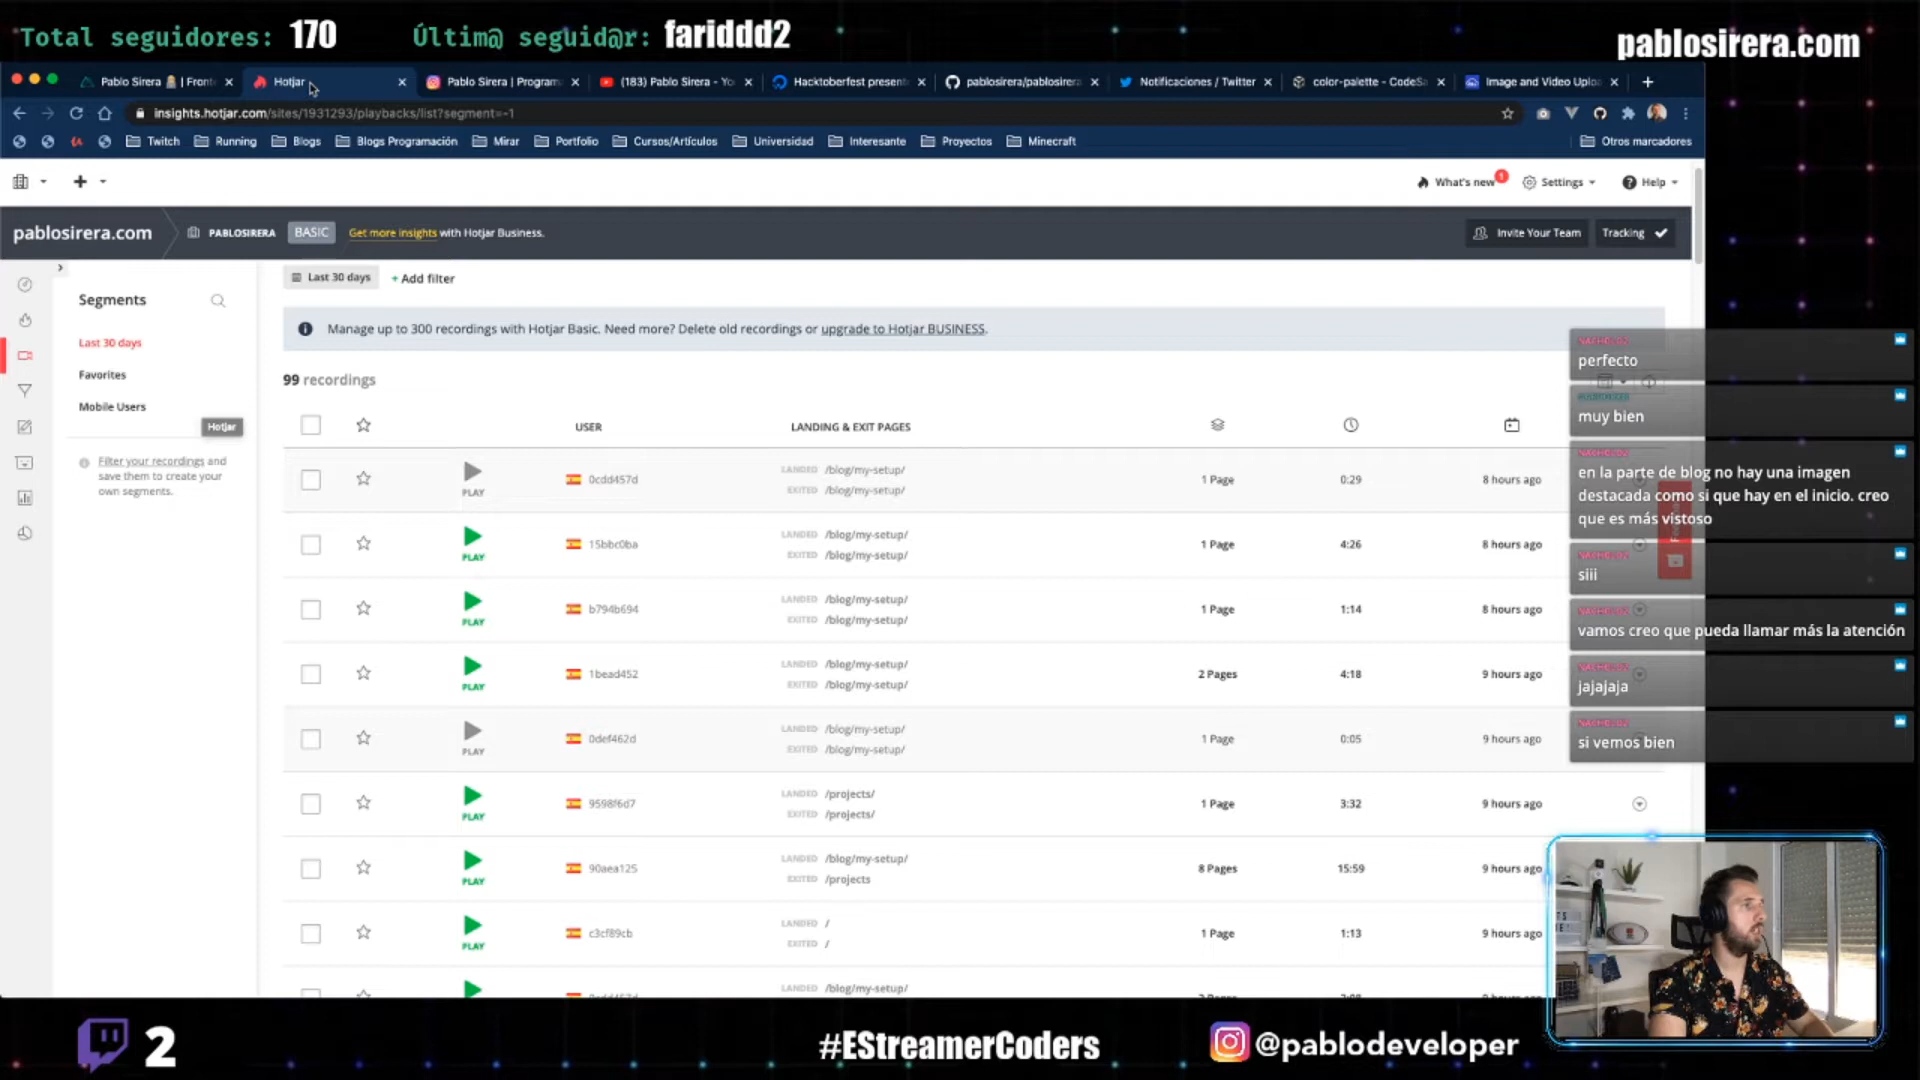 Total seguidores: 170
Últim@ seguid@r: fariddd2
pablosirera.com
Pablo Sirera | Front
Hotjar
Pablo Sirera | Program
(183) Pablo Sirera - Yo
Hacktoberfest present
pablosirera/pablosirera
Notificaciones / Twitter
color-palette - CodeSa
Image and Video Uploa
insights.hotjar.com/sites/1931293/playbacks/list?segment=-1
Twitch
Running
Blogs
Blogs Programación
Mirar
Portfolio
Cursos/Artículos
Universidad
Interesante
Proyectos
Minecraft
Otros marcadores
What's new 1
Settings
Help
pablosirera.com
PABLOSIRERA
BASIC
Get more insights with Hotjar Business.
Invite Your Team
Tracking
Segments
Last 30 days
Favorites
Mobile Users
Hotjar
Filter your recordings and
save them to create your
own segments.
Last 30 days
+ Add filter
Manage up to 300 recordings with Hotjar Basic. Need more? Delete old recordings or upgrade to Hotjar BUSINESS.
99 recordings
USER
LANDING & EXIT PAGES
PLAY 0cdd457d LANDED /blog/my-setup/ 1 Page 0:29 8 hours ago
EXITED /blog/my-setup/
PLAY 15bbc0ba LANDED /blog/my-setup/ 1 Page 4:26 8 hours ago
EXITED /blog/my-setup/
PLAY b794b694 LANDED /blog/my-setup/ 1 Page 1:14 8 hours ago
EXITED /blog/my-setup/
PLAY 1bead452 LANDED /blog/my-setup/ 2 Pages 4:18 9 hours ago
EXITED /blog/my-setup/
PLAY 0def462d LANDED /blog/my-setup/ 1 Page 0:05 9 hours ago
EXITED /blog/my-setup/
PLAY 9598f6d7 LANDED /projects/ 1 Page 3:32 9 hours ago
EXITED /projects/
PLAY 90aea125 LANDED /blog/my-setup/ 8 Pages 15:59 9 hours ago
EXITED /projects
PLAY c3cf89cb LANDED / 1 Page 1:13 9 hours ago
EXITED /
LANDED /blog/my-setup/
perfecto
muy bien
en la parte de blog no hay una imagen
destacada como si que hay en el inicio. creo
que es más vistoso
siii
vamos creo que pueda llamar más la atención
jajajaja
si vemos bien
2
#EStreamerCoders
@pablodeveloper